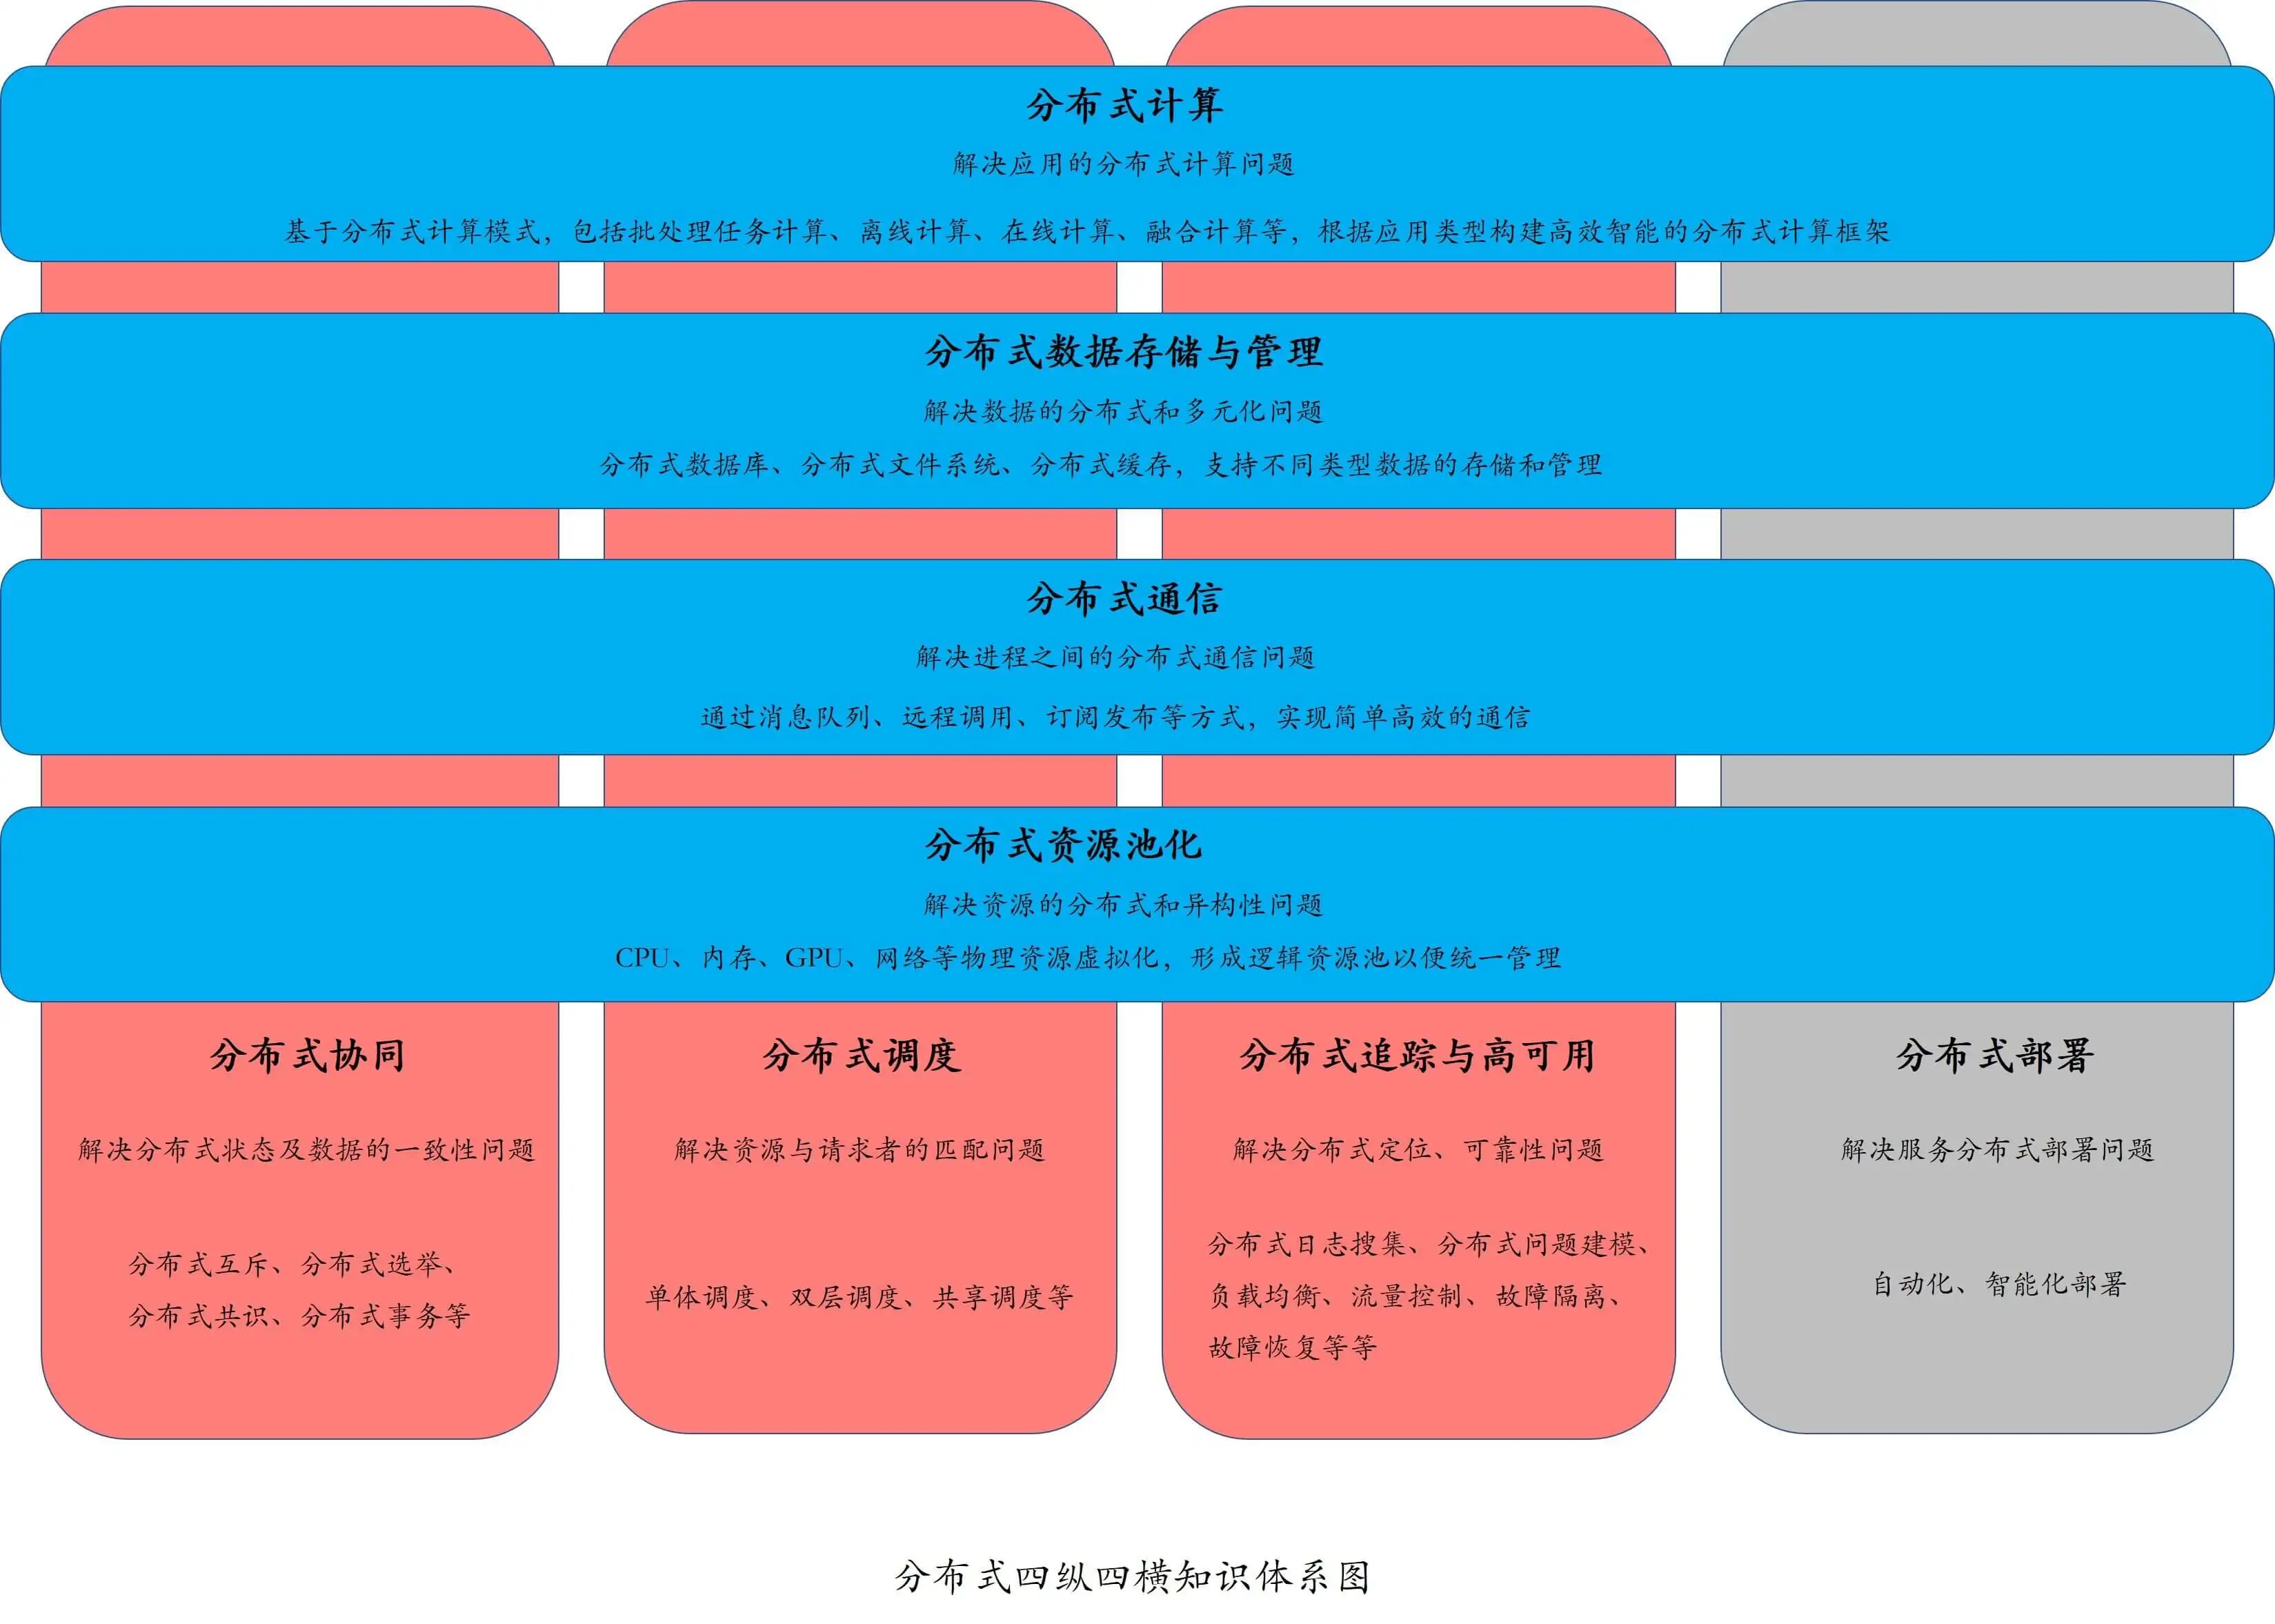 分布式计算
解决应用的分布式计算问题
基于分布式计算模式，包括批处理任务计算、离线计算、在线计算、融合计算等，根据应用类型构建高效智能的分布式计算框架
分布式数据存储与管理
解决数据的分布式和多元化问题
分布式数据库、分布式文件系统、分布式缓存，支持不同类型数据的存储和管理
分布式通信
解决进程之间的分布式通信问题
通过消息队列、远程调用、订阅发布等方式，实现简单高效的通信
分布式资源池化
解决资源的分布式和异构性问题
CPU、内存、GPU、网络等物理资源虚拟化，形成逻辑资源池以便统一管理
分布式协同
解决分布式状态及数据的一致性问题
分布式互斥、分布式选举、
分布式共识、分布式事务等
分布式调度
解决资源与请求者的匹配问题
单体调度、双层调度、共享调度等
分布式追踪与高可用
解决分布式定位、可靠性问题
分布式日志搜集、分布式问题建模、
负载均衡、流量控制、故障隔离、
故障恢复等等
分布式部署
解决服务分布式部署问题
自动化、智能化部署
分布式四纵四横知识体系图